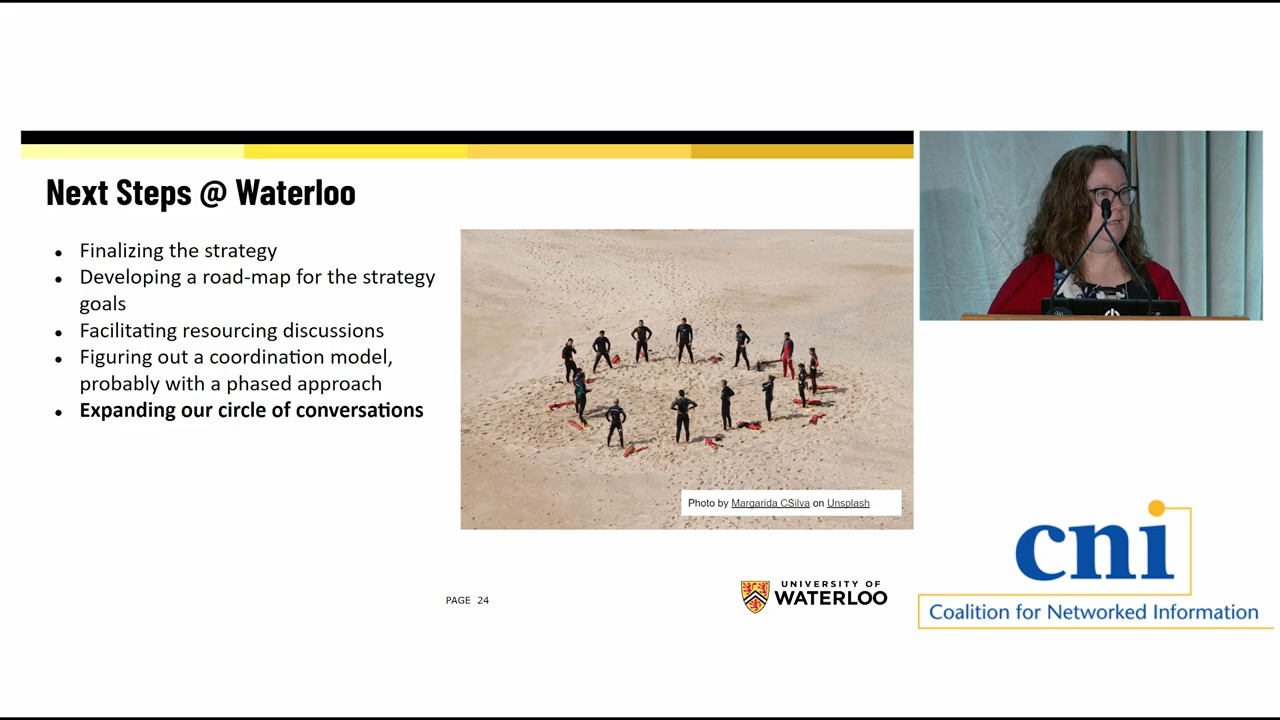 Next Steps @ Waterloo
• Finalizing the strategy
• Developing a road-map for the strategy
goals
• Facilitating resourcing discussions
• Figuring out a coordination model,
probably with a phased approach
• Expanding our circle of conversations
Photo by Margarida CSilva on Unsplash
PAGE 24
UNIVERSITY OF
WATERLOO
cni
Coalition for Networked Information